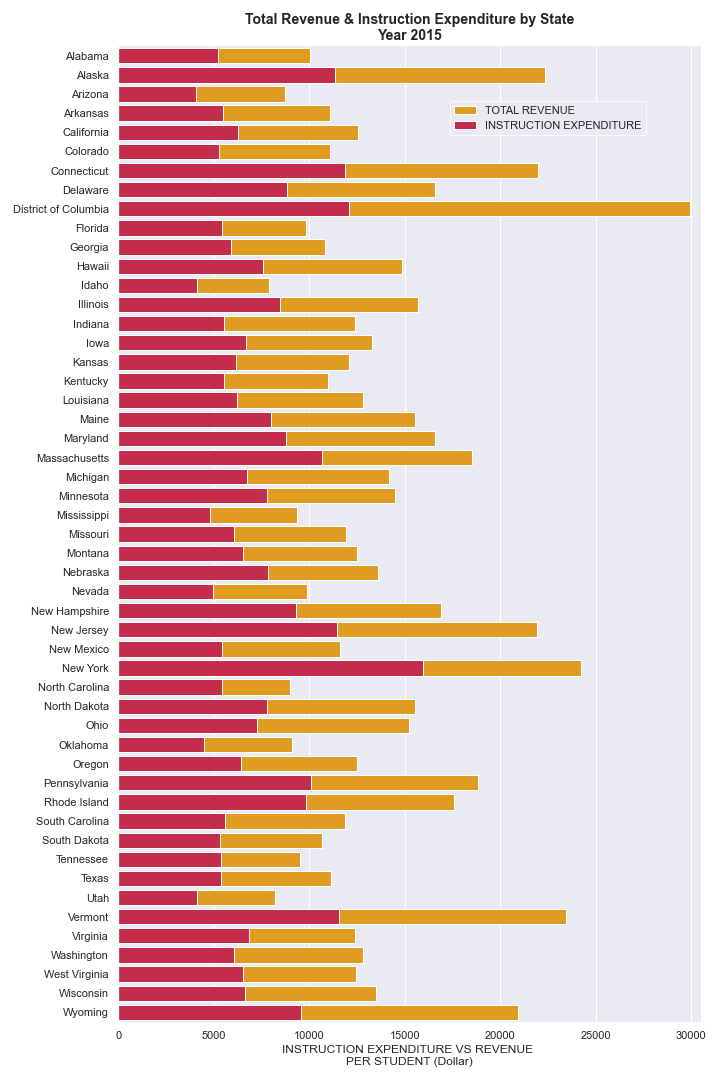 Total Revenue & Instruction Expenditure by State
Year 2015
Alabama
Alaska
Arizona
Arkansas
California
Colorado
Connecticut
Delaware
District of Columbia
Florida
Georgia
Hawaii
Idaho
Illinois
Indiana
Iowa
Kansas
Kentucky
Louisiana
Maine
Maryland
Massachusetts
Michigan
Minnesota
Mississippi
Missouri
Montana
Nebraska
Nevada
New Hampshire
New Jersey
New Mexico
New York
North Carolina
North Dakota
Ohio
Oklahoma
Oregon
Pennsylvania
Rhode Island
South Carolina
South Dakota
Tennessee
Texas
Utah
Vermont
Virginia
Washington
West Virginia
Wisconsin
Wyoming
TOTAL REVENUE
INSTRUCTION EXPENDITURE
0 5000 10000 15000 20000 25000 30000
INSTRUCTION EXPENDITURE VS REVENUE
PER STUDENT (Dollar)